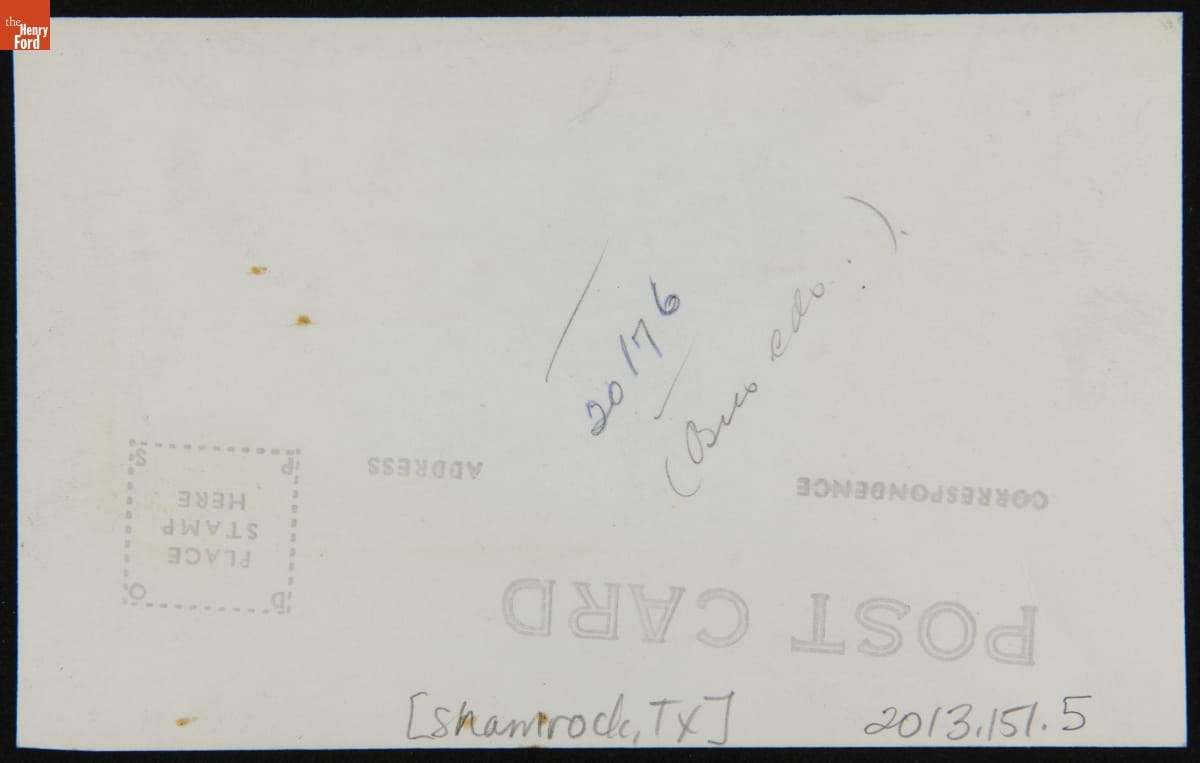 the
Henry
Ford
20176
POST CARD
CORRESPONDENCE
ADDRESS
PLACE
STAMP
HERE
[Shamrock, TX]
2013.151.5